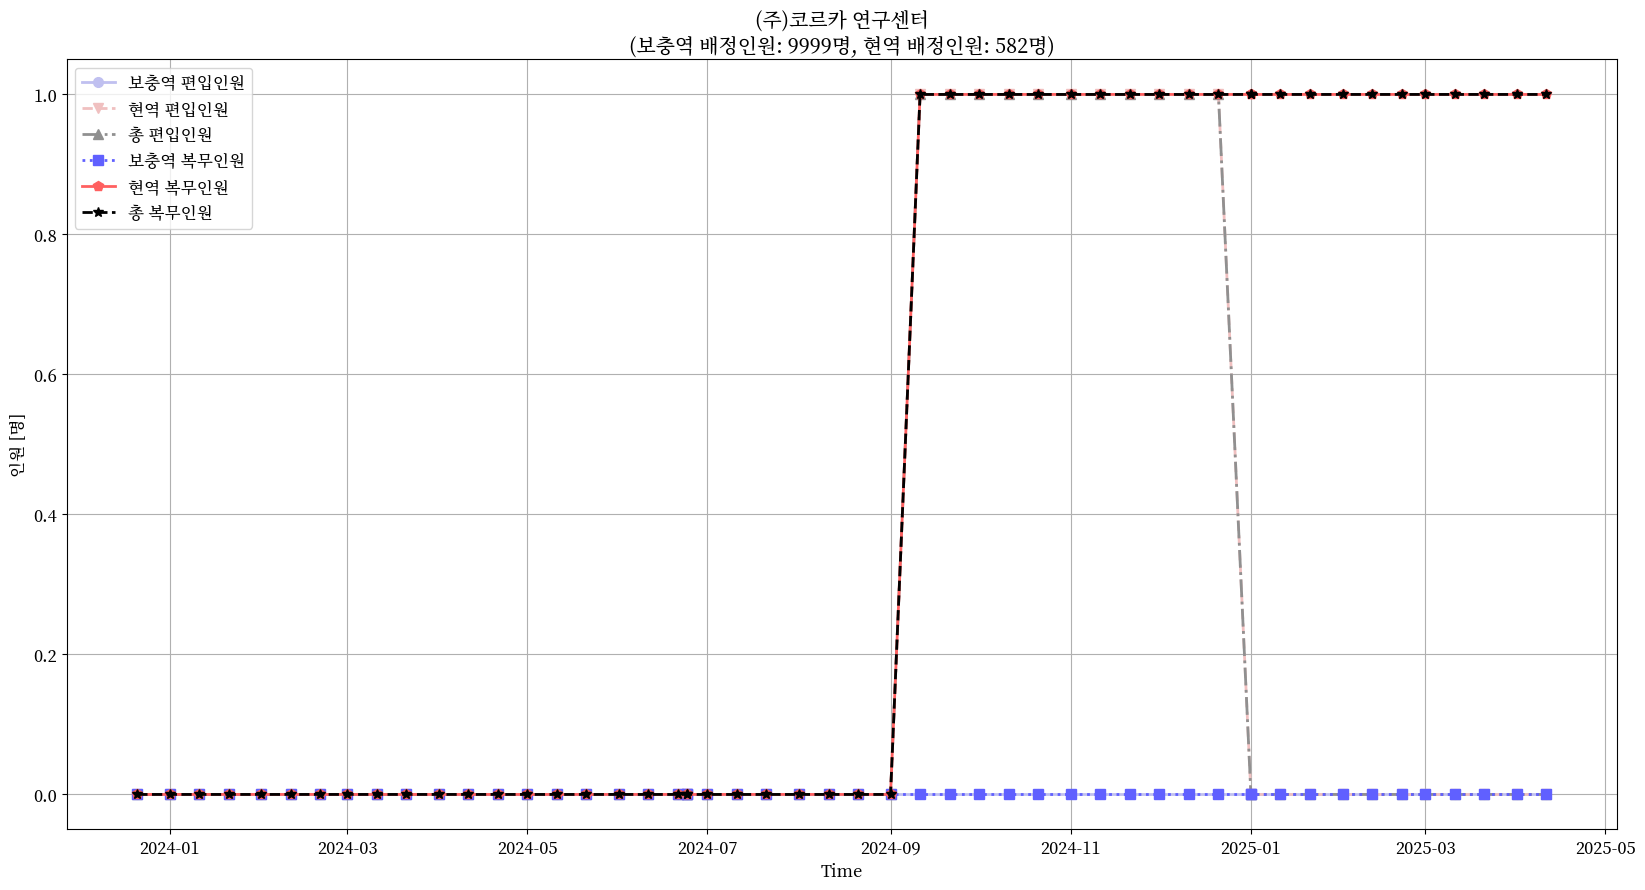 (주)코르카 연구센터
(보충역 배정인원: 9999명, 현역 배정인원: 582명)
보충역 편입인원
현역 편입인원
총 편입인원
보충역 복무인원
현역 복무인원
총 복무인원
인원 [명]
1.0
0.8
0.6
0.4
0.2
0.0
2024-01
2024-03
2024-05
2024-07
2024-09
2024-11
2025-01
2025-03
2025-05
Time